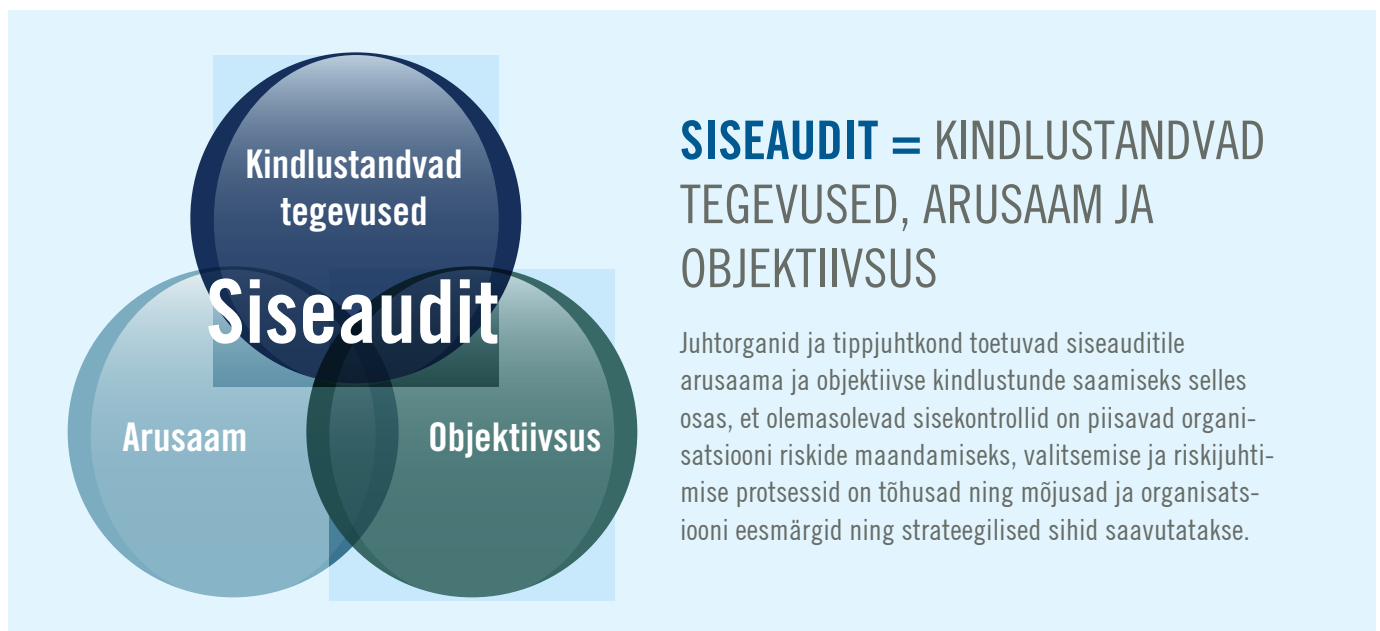 Kindlustandvad
tegevused
Siseaudit
Arusaam
Objektiivsus
SISEAUDIT = KINDLUSTANDVAD
TEGEVUSED, ARUSAAM JA
OBJEKTIIVSUS
Juhtorganid ja tippjuhtkond toetuvad siseauditile
arusaama ja objektiivse kindlustunde saamiseks selles
osas, et olemasolevad sisekontrollid on piisavad organi-
satsiooni riskide maandamiseks, valitsemise ja riskijuhti-
mise protsessid on tõhusad ning mõjusad ja organisats-
iooni eesmärgid ning strateegilised sihid saavutatakse.